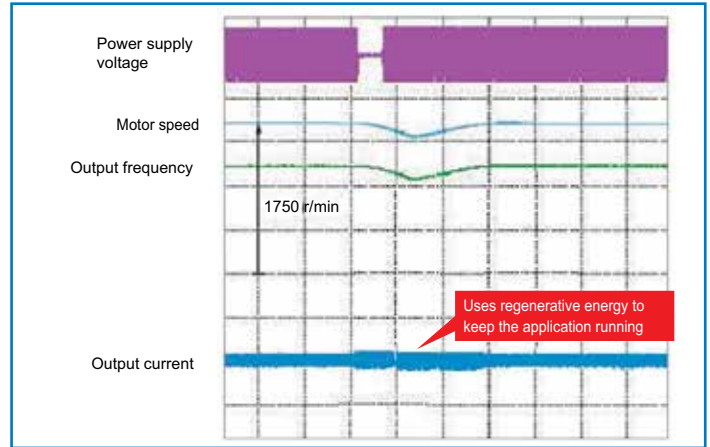 Power supply
voltage
Motor speed
Output frequency
1750 r/min
Uses regenerative energy to
keep the application running
Output current